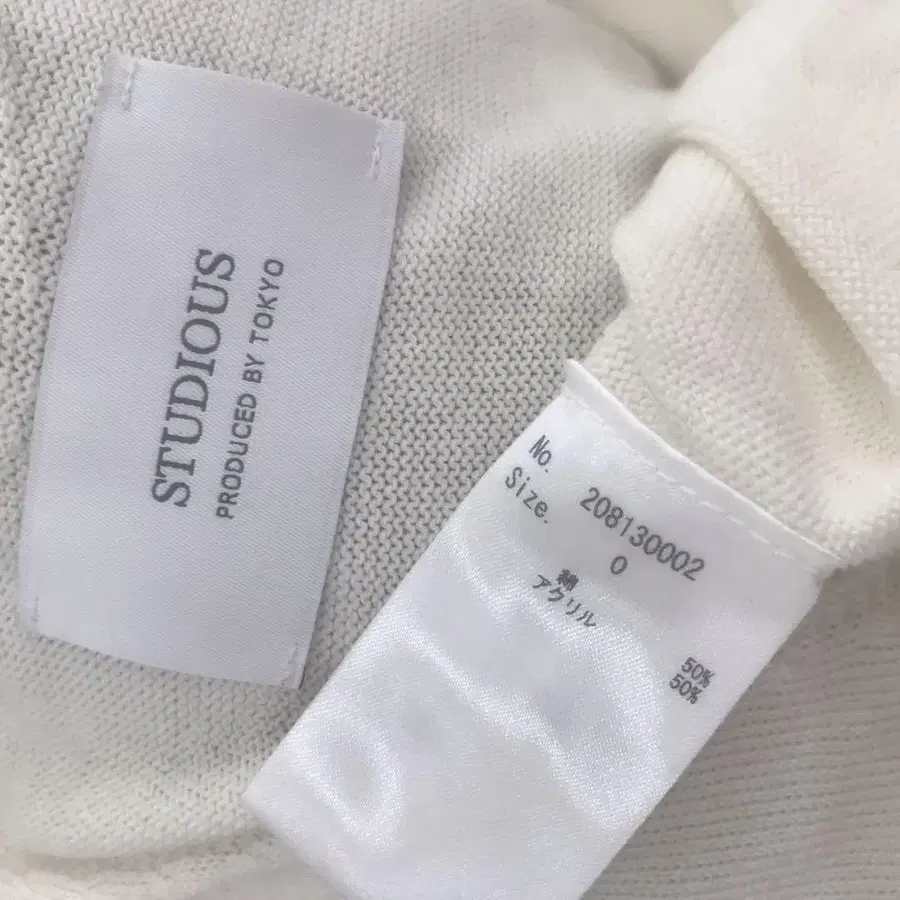 STUDIOUS
PRODUCED BY TOKYO
No. 208130002
Size. 0
綿 50%
アクリル 50%